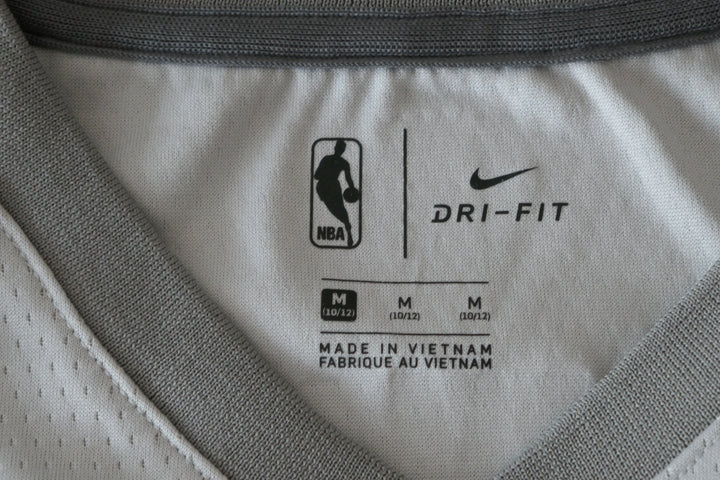 NBA
DRI-FIT
M M M
(10/12) (10/12) (10/12)
MADE IN VIETNAM
FABRIQUE AU VIETNAM